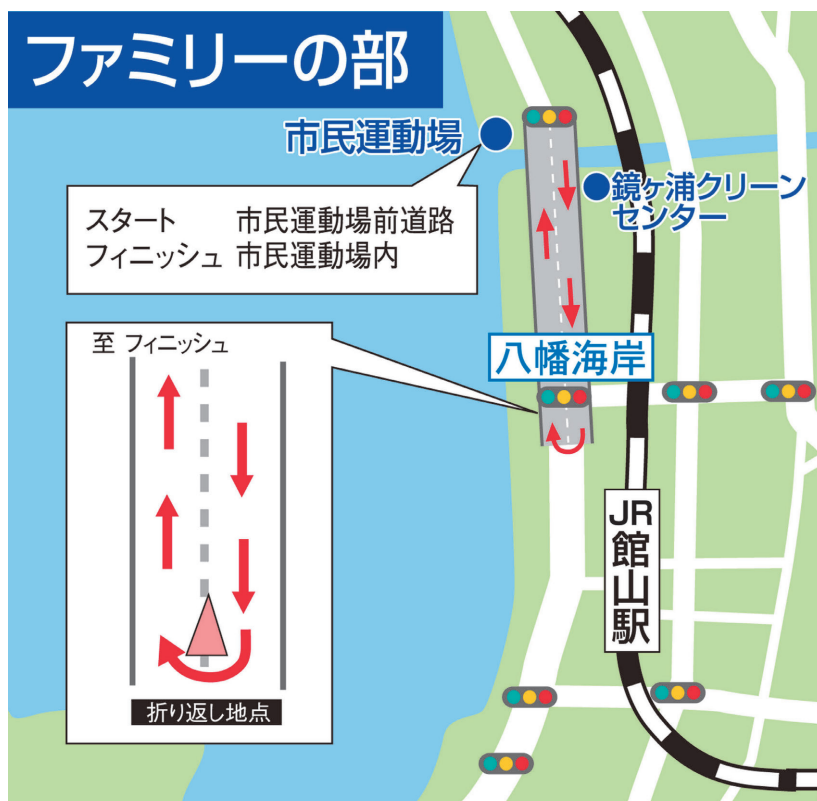 ファミリーの部
市民運動場
鏡ヶ浦クリーン
センター
スタート 市民運動場前道路
フィニッシュ 市民運動場内
至 フィニッシュ
八幡海岸
JR館山駅
折り返し地点